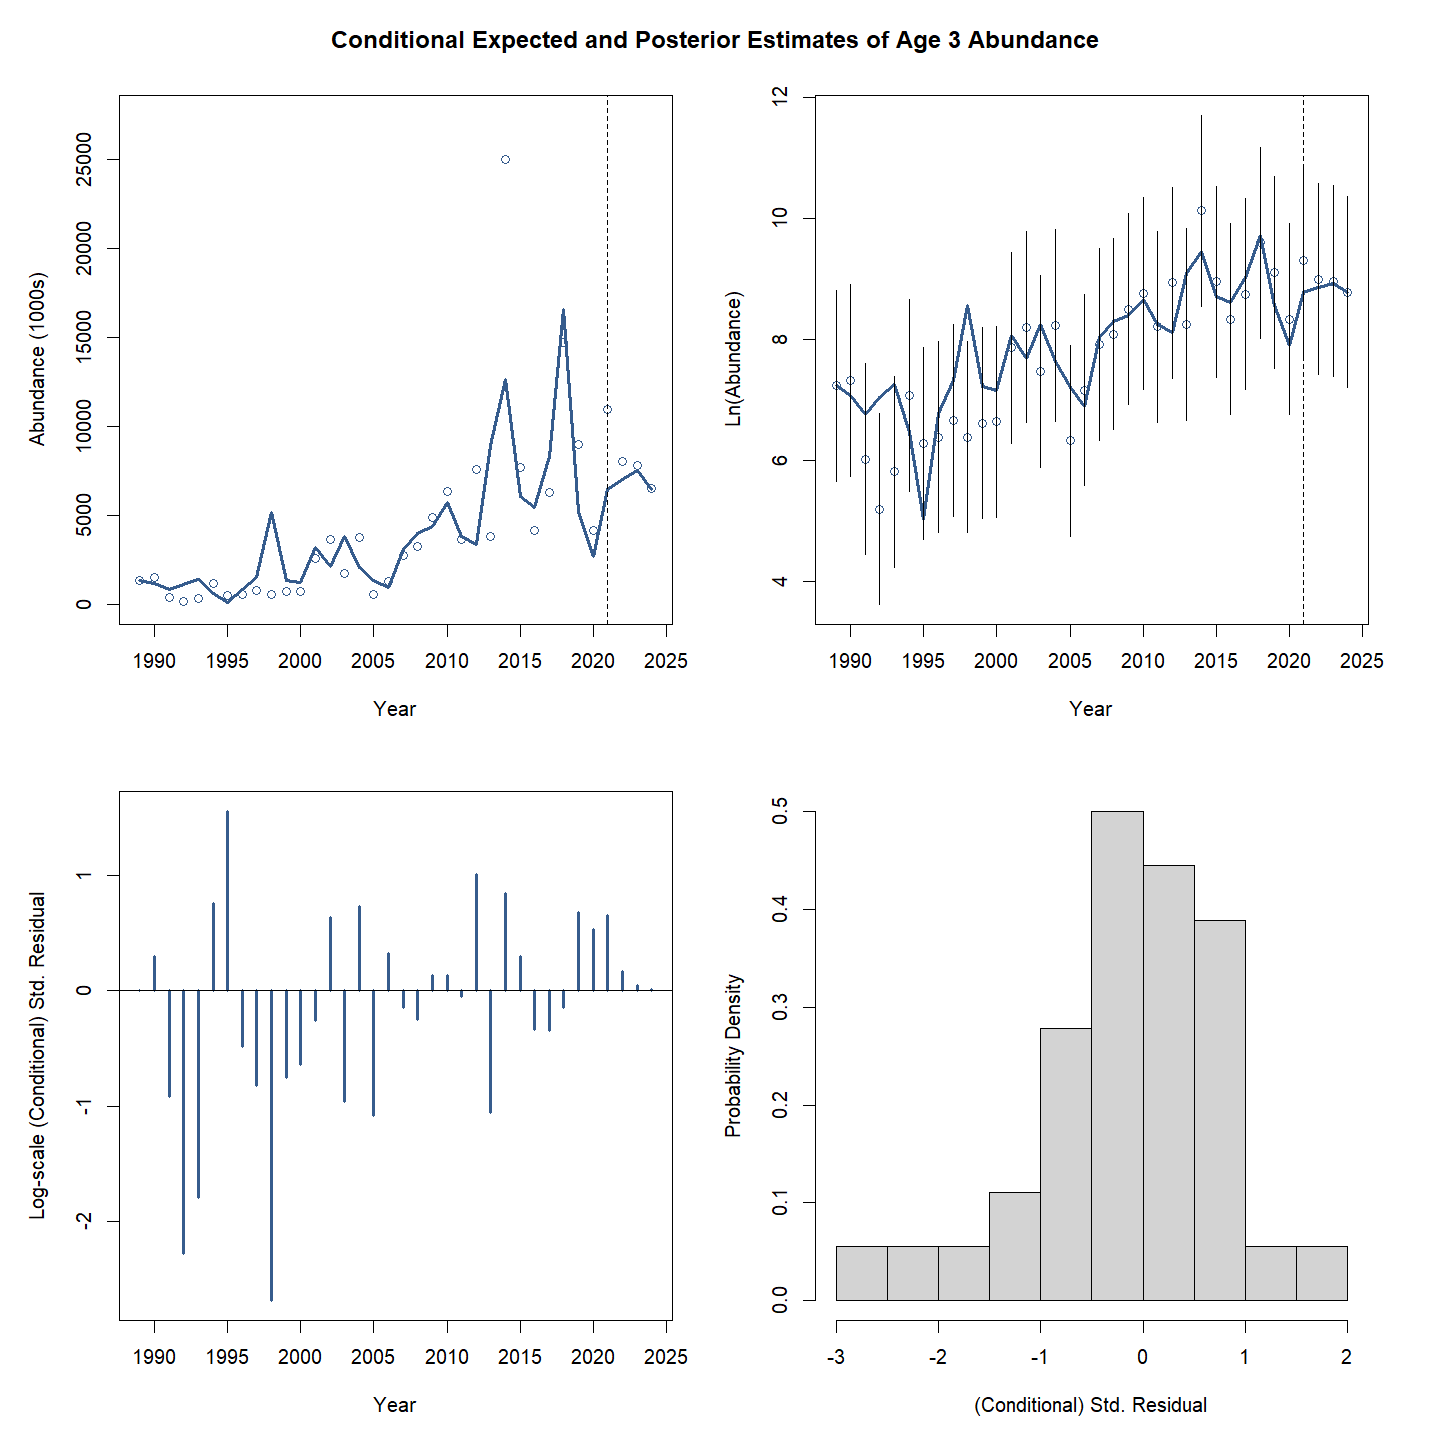 Conditional Expected and Posterior Estimates of Age 3 Abundance
Abundance (1000s)
25000
20000
15000
10000
5000
0
1990 1995 2000 2005 2010 2015 2020 2025
Year
Ln(Abundance)
12
10
8
6
4
1990 1995 2000 2005 2010 2015 2020 2025
Year
Log-scale (Conditional) Std. Residual
1
0
-1
-2
1990 1995 2000 2005 2010 2015 2020 2025
Year
Probability Density
0.5
0.4
0.3
0.2
0.1
0.0
-3 -2 -1 0 1 2
(Conditional) Std. Residual